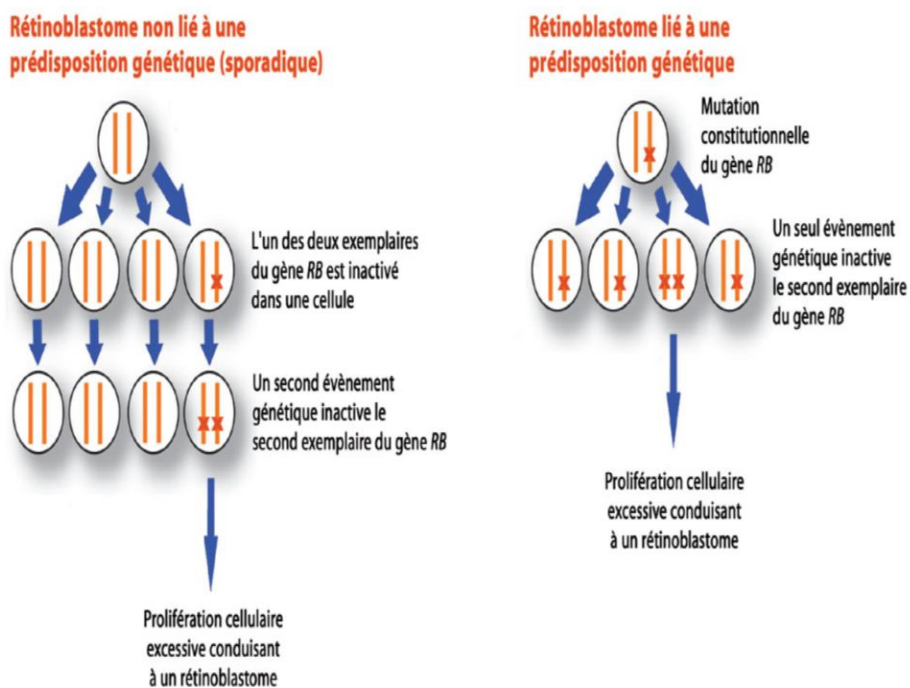 Rétinoblastome non lié à une
prédisposition génétique (sporadique)
L'un des deux exemplaires
du gène RB est inactivé
dans une cellule
Un second évènement
génétique inactive le
second exemplaire du gène RB
Prolifération cellulaire
excessive conduisant
à un rétinoblastome
Rétinoblastome lié à une
prédisposition génétique
Mutation
constitutionnelle
du gène RB
Un seul évènement
génétique inactive
le second exemplaire
du gène RB
Prolifération cellulaire
excessive conduisant
à un rétinoblastome